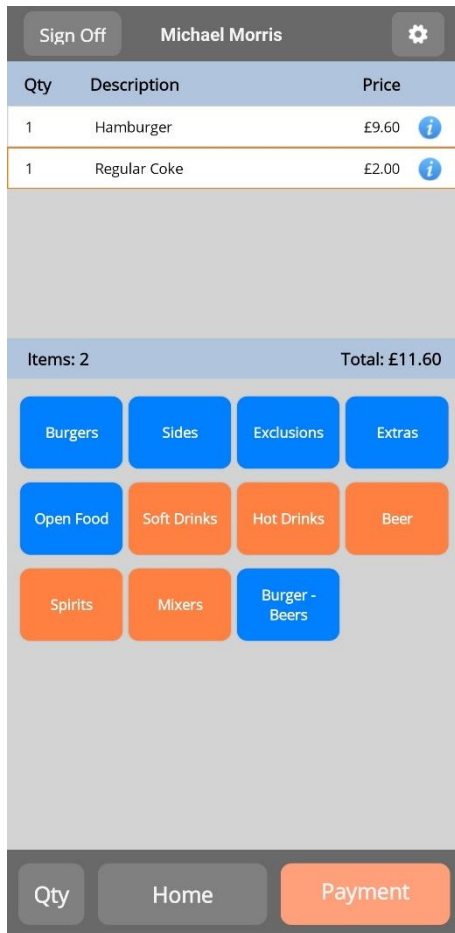 Sign Off Michael Morris
Qty Description Price
1 Hamburger £9.60 i
1 Regular Coke £2.00 i
Items: 2 Total: £11.60
Burgers Sides Exclusions Extras
Open Food Soft Drinks Hot Drinks Beer
Spirits Mixers Burger -
Beers
Qty Home Payment